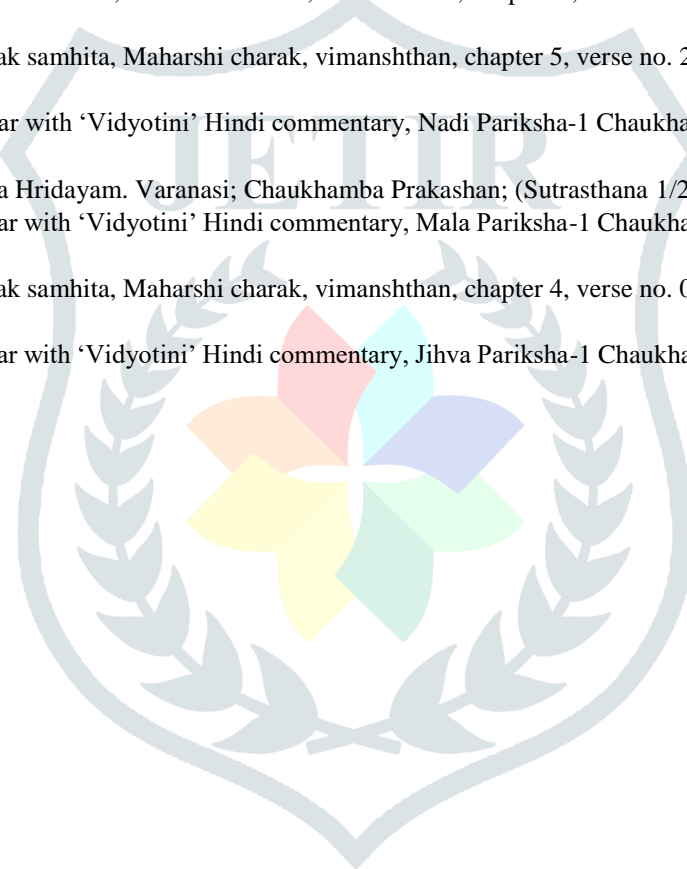 ak samhita, Maharshi charak, vimanshthan, chapter 5, verse no. 2
ar with ‘Vidyotini’ Hindi commentary, Nadi Pariksha-1 Chaukha
JETIR
a Hridayam. Varanasi; Chaukhamba Prakashan; (Sutrasthana 1/2
ar with ‘Vidyotini’ Hindi commentary, Mala Pariksha-1 Chaukha
ak samhita, Maharshi charak, vimanshthan, chapter 4, verse no. 0
ar with ‘Vidyotini’ Hindi commentary, Jihva Pariksha-1 Chaukha